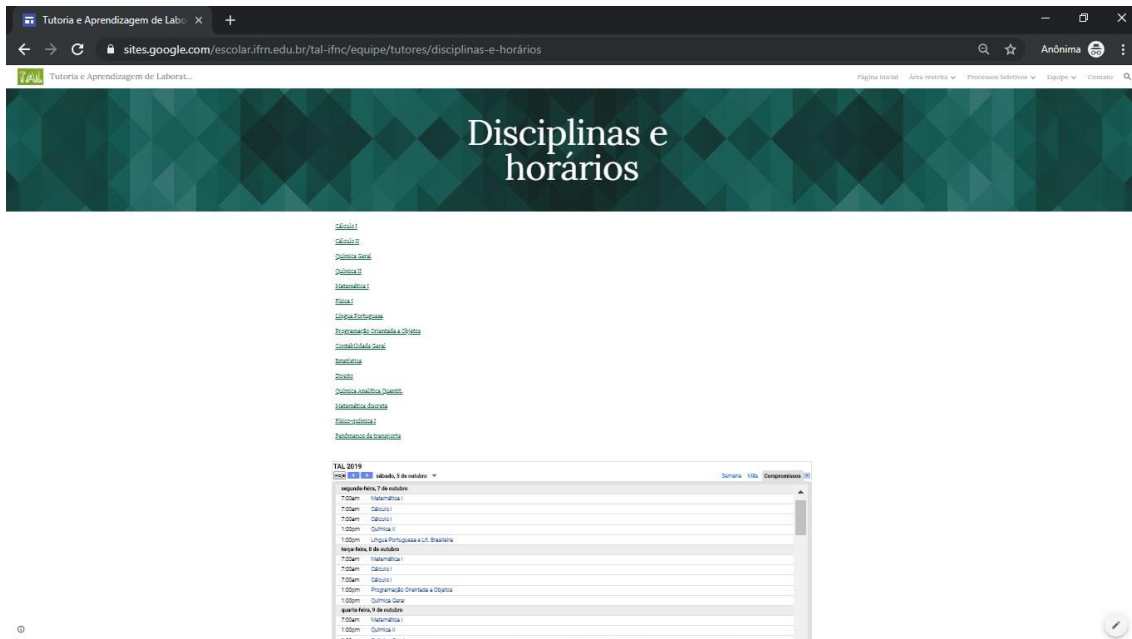 Tutoria e Aprendizagem de Labo
sites.google.com/escolar.ifrn.edu.br/tal-ifnc/equipe/tutores/disciplinas-e-horários
Anônima
TAL
Tutoria e Aprendizagem de Laborat...
Página inicial Área restrita Processos Seletivos Equipe Contato
Disciplinas e
horários
Cálculo I
Cálculo II
Química Geral
Química II
Matemática I
Física I
Língua Portuguesa
Programação Orientada a Objetos
Contabilidade Geral
Estatística
Direito
Química Analítica Quantit.
Matemática discreta
Físico-química I
Fenômenos de transporte
TAL 2019
Hoje sábado, 5 de outubro Semana Mês Compromissos
segunda-feira, 7 de outubro
7:00am Matemática I
7:00am Cálculo I
7:00am Cálculo I
1:00pm Química II
1:00pm Língua Portuguesa e Lit. Brasileira
terça-feira, 8 de outubro
7:00am Matemática I
7:00am Cálculo I
7:00am Cálculo I
1:00pm Programação Orientada a Objetos
1:00pm Química Geral
quarta-feira, 9 de outubro
7:00am Matemática I
1:00pm Química II